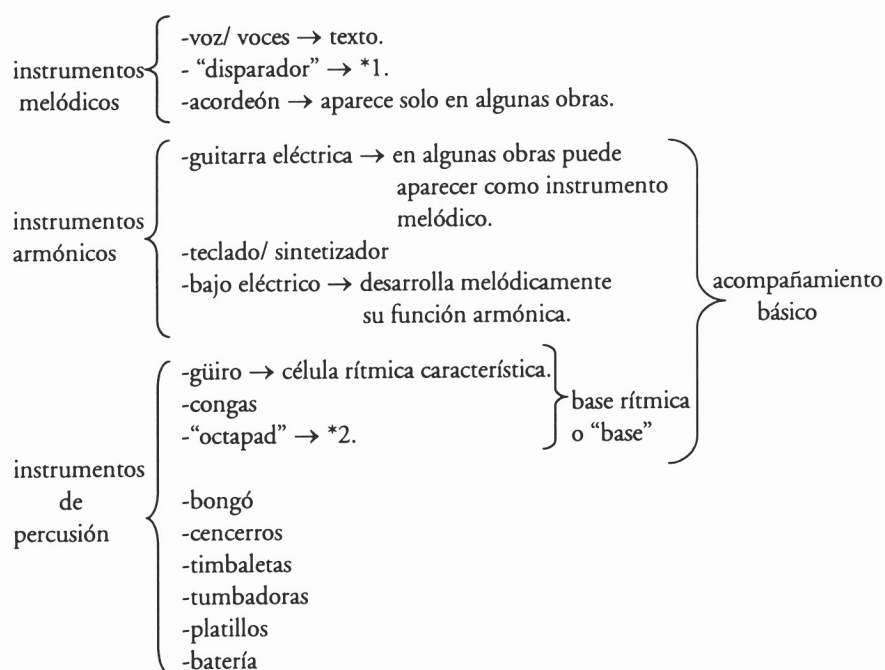 instrumentos
melódicos
-voz/ voces → texto.
- “disparador” → *1.
-acordeón → aparece solo en algunas obras.
instrumentos
armónicos
-guitarra eléctrica → en algunas obras puede
aparecer como instrumento
melódico.
-teclado/ sintetizador
-bajo eléctrico → desarrolla melódicamente
su función armónica.
acompañamiento
básico
instrumentos
de
percusión
-güiro → célula rítmica característica.
-congas
-“octapad” → *2.
base rítmica
o “base”
-bongó
-cencerros
-timbaletas
-tumbadoras
-platillos
-batería